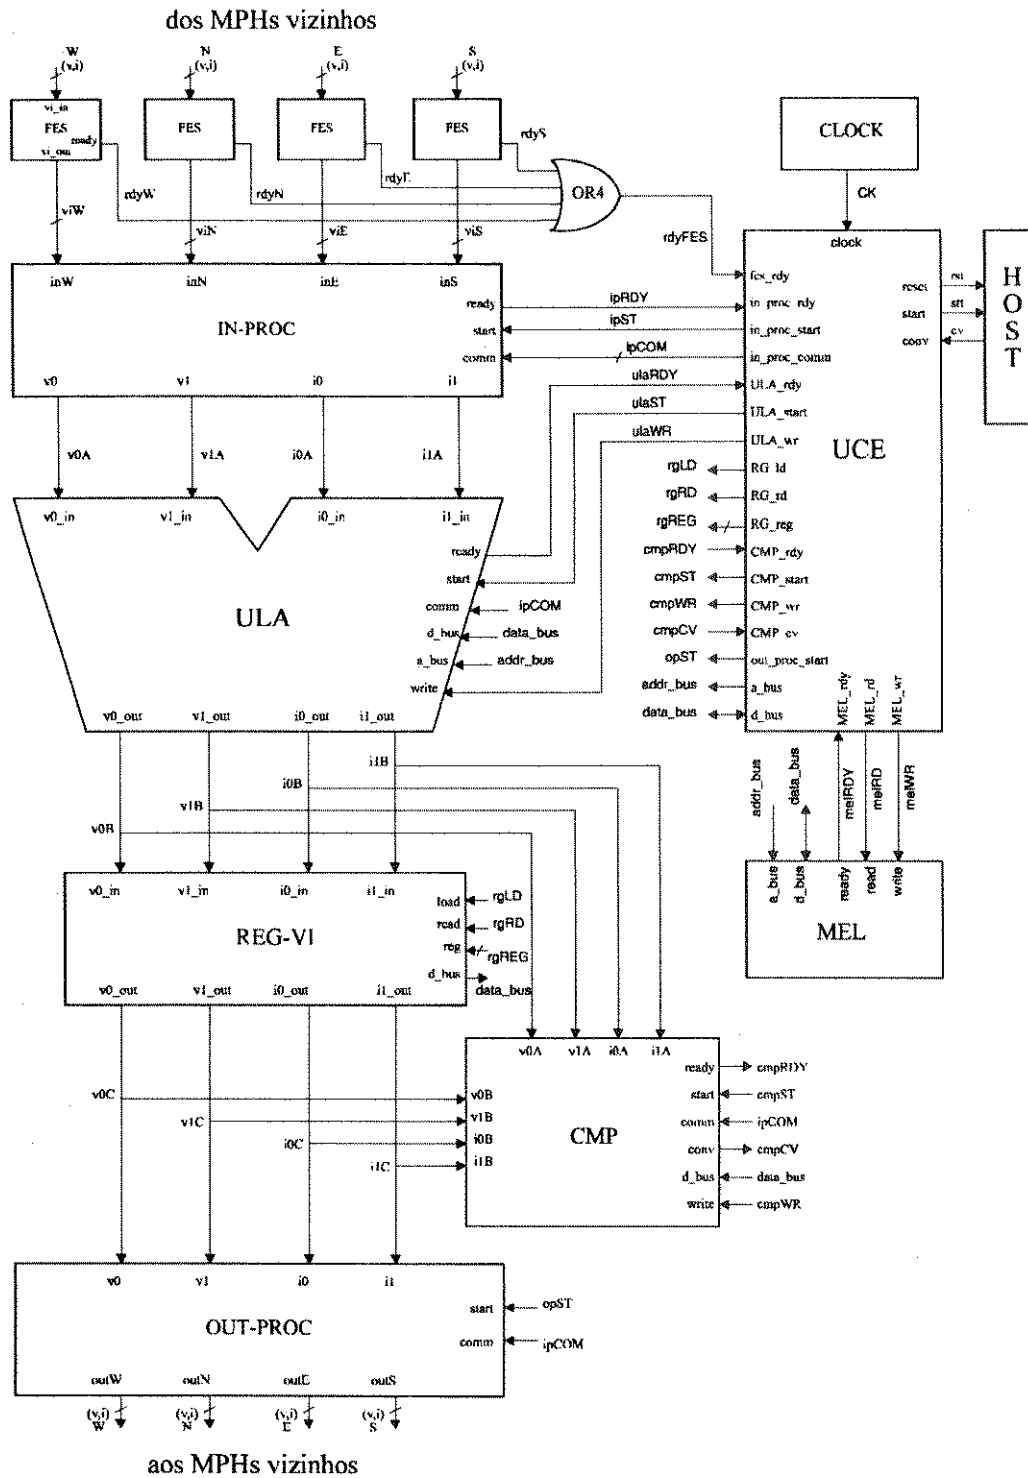 dos MPHs vizinhos
W
(v,i)
N
(v,i)
E
(v,i)
S
(v,i)
vi_in
FES
ready
vi_out
FES
FES
FES
rdyS
rdyE
rdyN
rdyW
OR4
rdyFES
CLOCK
CK
viW
viN
viE
viS
inW
inN
inE
inS
IN-PROC
ready
start
comm
v0
v1
i0
i1
ipRDY
ipST
ipCOM
ulaRDY
ulaST
ulaWR
clock
fes_rdy
in_proc_rdy
in_proc_start
in_proc_comm
ULA_rdy
ULA_start
ULA_wr
RG_ld
RG_rd
RG_reg
CMP_rdy
CMP_start
CMP_wr
CMP_cv
out_proc_start
a_bus
d_bus
UCE
reset
start
conv
rst
stt
cv
HOST
rgLD
rgRD
rgREG
cmpRDY
cmpST
cmpWR
cmpCV
opST
addr_bus
data_bus
MEL_rdy
MEL_rd
MEL_wr
v0A
v1A
i0A
i1A
v0_in
v1_in
i0_in
i1_in
ULA
ready
start
comm
d_bus
a_bus
write
ipCOM
data_bus
addr_bus
v0_out
v1_out
i0_out
i1_out
addr_bus
data_bus
melRDY
melRD
melWR
a_bus
d_bus
ready
read
write
MEL
i1B
i0B
v1B
v0B
v0_in
v1_in
i0_in
i1_in
REG-VI
load
read
reg
d_bus
rgLD
rgRD
rgREG
data_bus
v0_out
v1_out
i0_out
i1_out
v0C
v1C
i0C
i1C
v0A
v1A
i0A
i1A
v0B
v1B
i0B
i1B
CMP
ready
start
comm
conv
d_bus
write
cmpRDY
cmpST
ipCOM
cmpCV
data_bus
cmpWR
v0
v1
i0
i1
OUT-PROC
start
comm
opST
ipCOM
outW
outN
outE
outS
(v,i)
W
(v,i)
N
(v,i)
E
(v,i)
S
aos MPHs vizinhos